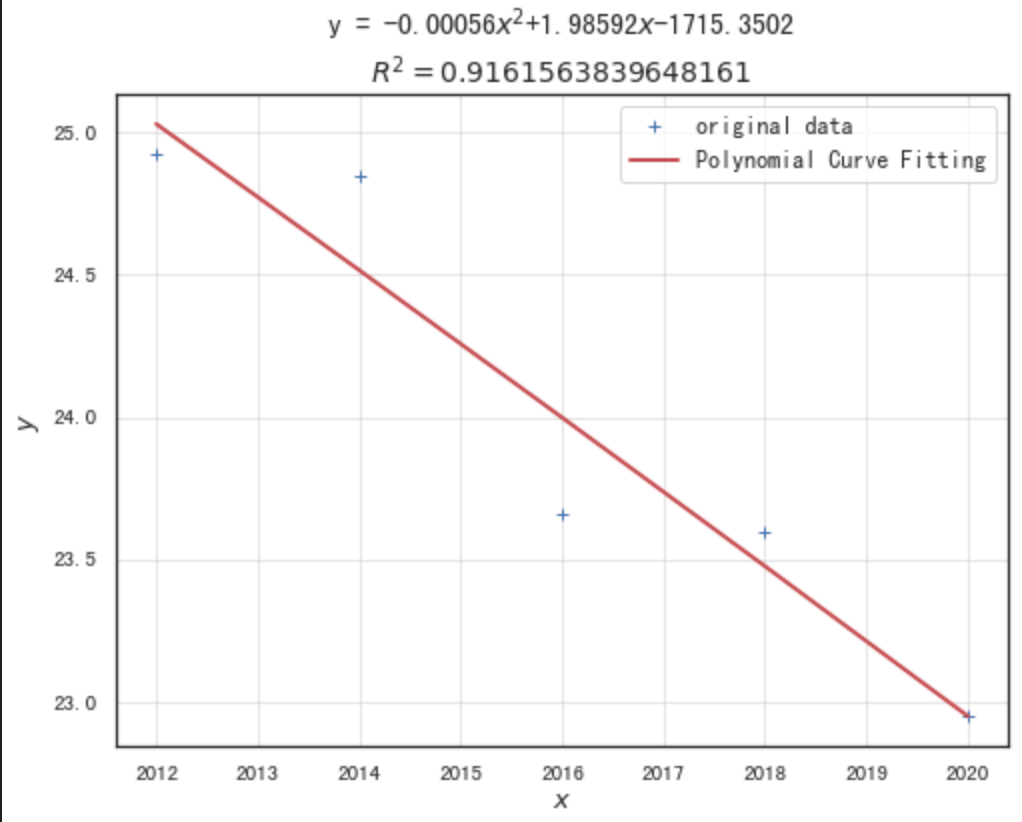 y = −0.00056x²+1.98592x−1715.3502
R² = 0.9161563839648161
original data
Polynomial Curve Fitting
25.0
24.5
24.0
23.5
23.0
y
2012 2013 2014 2015 2016 2017 2018 2019 2020
x